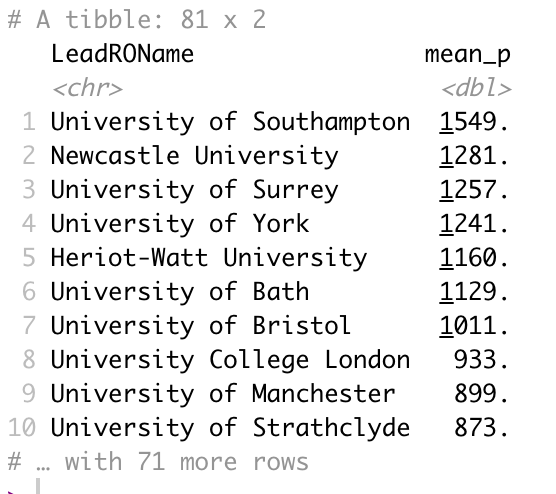 # A tibble: 81 x 2
LeadROName mean_p
<chr> <dbl>
1 University of Southampton 1549.
2 Newcastle University 1281.
3 University of Surrey 1257.
4 University of York 1241.
5 Heriot-Watt University 1160.
6 University of Bath 1129.
7 University of Bristol 1011.
8 University College London 933.
9 University of Manchester 899.
10 University of Strathclyde 873.
# … with 71 more rows